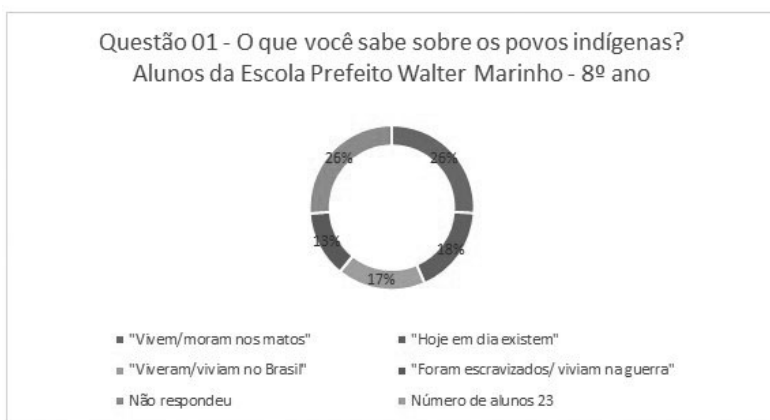 Questão 01 - O que você sabe sobre os povos indígenas?
Alunos da Escola Prefeito Walter Marinho - 8º ano
26%
26%
13%
18%
17%
"Vivem/moram nos matos"
"Hoje em dia existem"
"Viveram/viviam no Brasil"
"Foram escravizados/ viviam na guerra"
Não respondeu
Número de alunos 23